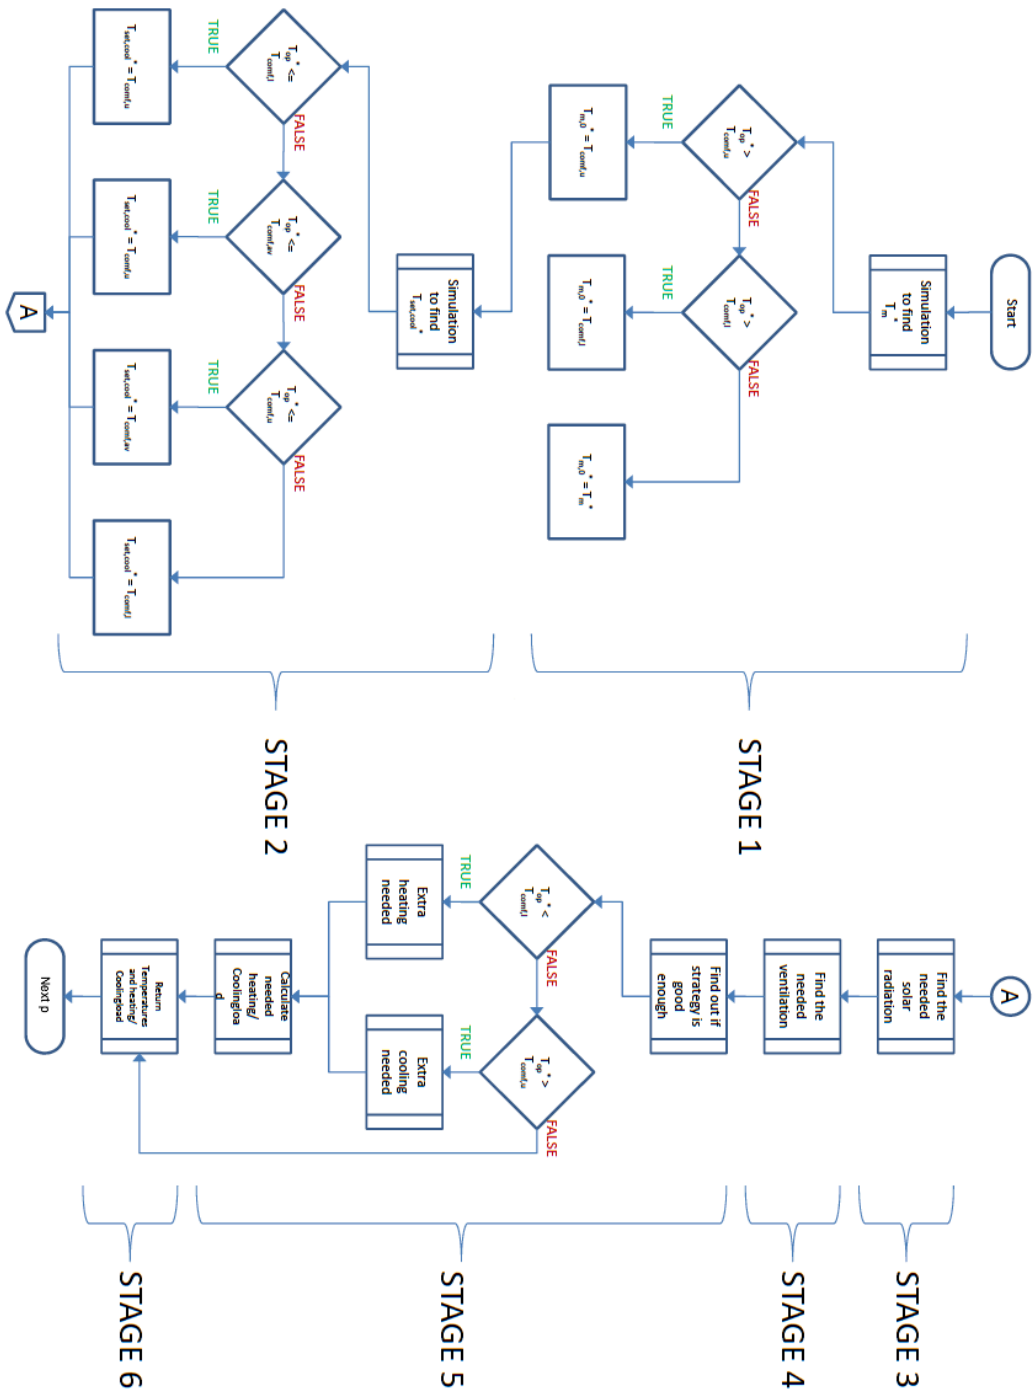 Start
Simulation
to find
Tm*
Top* >
Tcomf,u
FALSE
TRUE
Top* >
Tcomf,l
FALSE
TRUE
Tm,0* = Tcomf,u
Tm,0* = Tcomf,l
Tm,0* = Tm*
STAGE 1
Simulation
to find
Tset,cool*
Top* <=
Tcomf,l
FALSE
TRUE
Top* <=
Tcomf,av
FALSE
TRUE
Top* <=
Tcomf,u
FALSE
TRUE
Tset,cool* = Tcomf,u
Tset,cool* = Tcomf,u
Tset,cool* = Tcomf,av
Tset,cool* = Tcomf,l
A
STAGE 2
A
Find the
needed
solar
radiation
STAGE 3
Find the
needed
ventilation
STAGE 4
Find out if
strategy is
good
enough
Top* <
Tcomf,l
FALSE
TRUE
Top* >
Tcomf,u
FALSE
TRUE
Extra
heating
needed
Extra
cooling
needed
Calculate
needed
heating/
Coolingloa
d
STAGE 5
Return
Temperatures
and heating/
Coolingload
STAGE 6
Next p